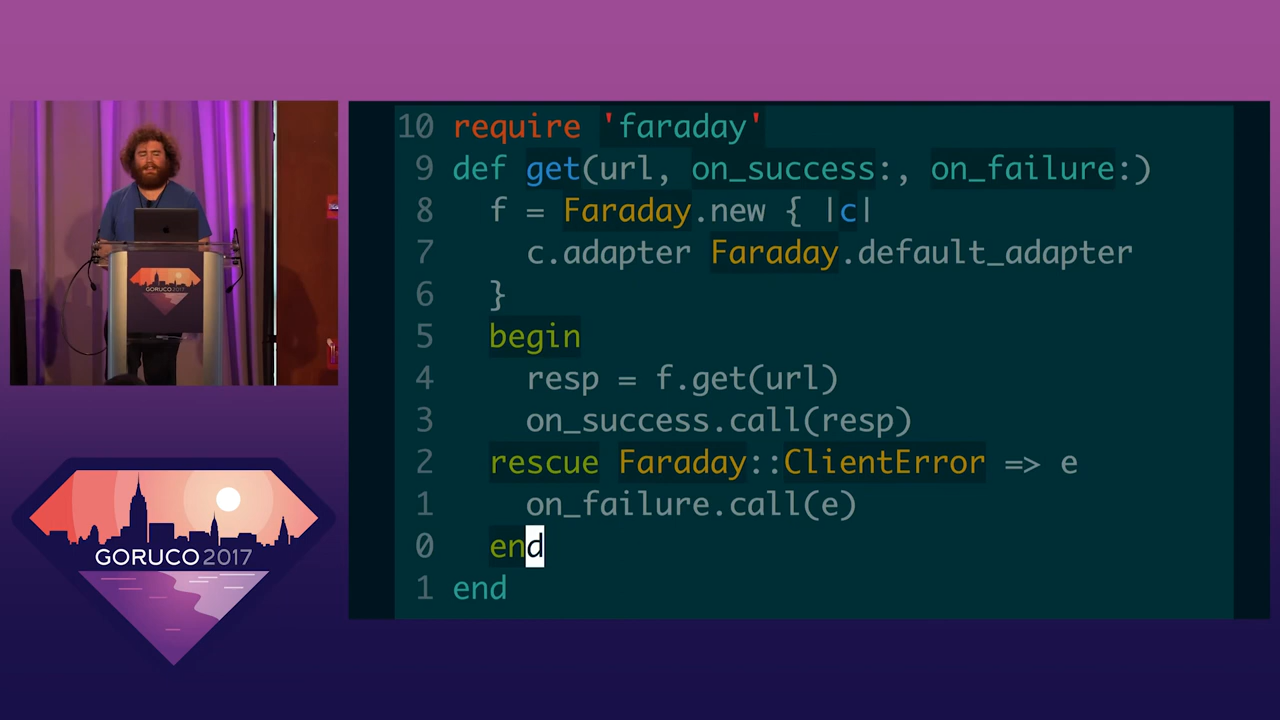 10 require 'faraday'
9 def get(url, on_success:, on_failure:)
8 f = Faraday.new { |c|
7 c.adapter Faraday.default_adapter
6 }
5 begin
4 resp = f.get(url)
3 on_success.call(resp)
2 rescue Faraday::ClientError => e
1 on_failure.call(e)
0 end
1 end
GORUCO 2017
GORUCO 2017